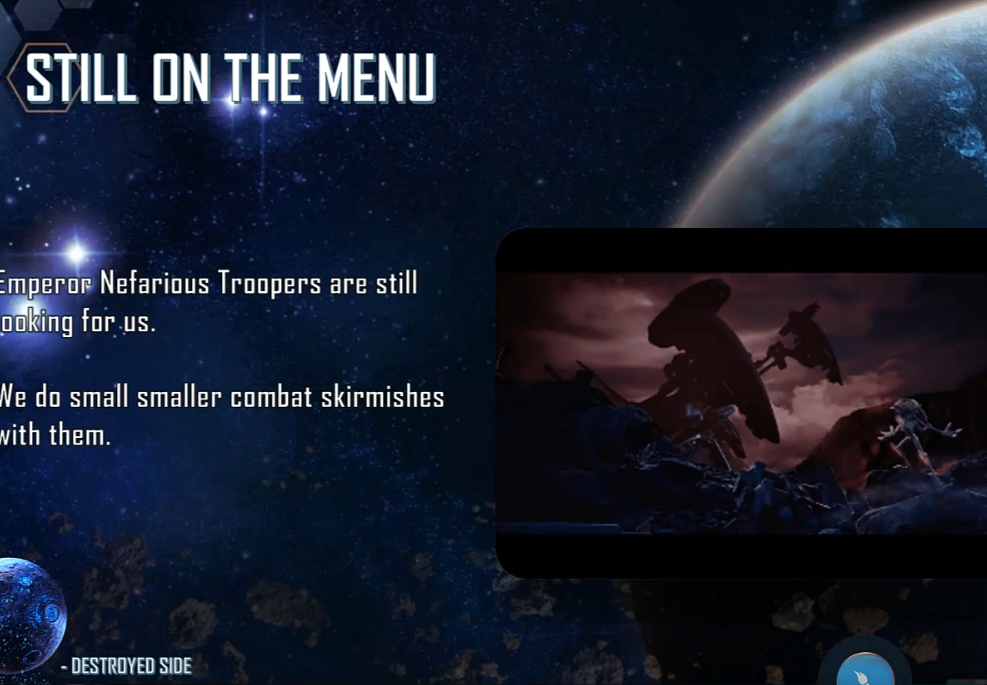 STILL ON THE MENU
Emperor Nefarious Troopers are still
looking for us.
We do small smaller combat skirmishes
with them.
- DESTROYED SIDE